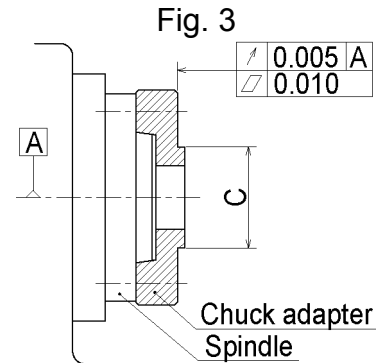 Fig. 3
↗ 0.005 A
▱ 0.010
A
C
Chuck adapter
Spindle